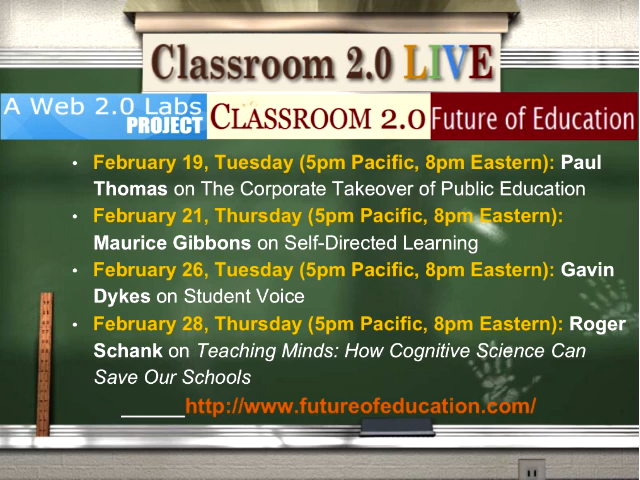 Classroom 2.0 LIVE
A Web 2.0 Labs
PROJECT
CLASSROOM 2.0
Future of Education
• February 19, Tuesday (5pm Pacific, 8pm Eastern): Paul
Thomas on The Corporate Takeover of Public Education
• February 21, Thursday (5pm Pacific, 8pm Eastern):
Maurice Gibbons on Self-Directed Learning
• February 26, Tuesday (5pm Pacific, 8pm Eastern): Gavin
Dykes on Student Voice
• February 28, Thursday (5pm Pacific, 8pm Eastern): Roger
Schank on Teaching Minds: How Cognitive Science Can
Save Our Schools
______http://www.futureofeducation.com/